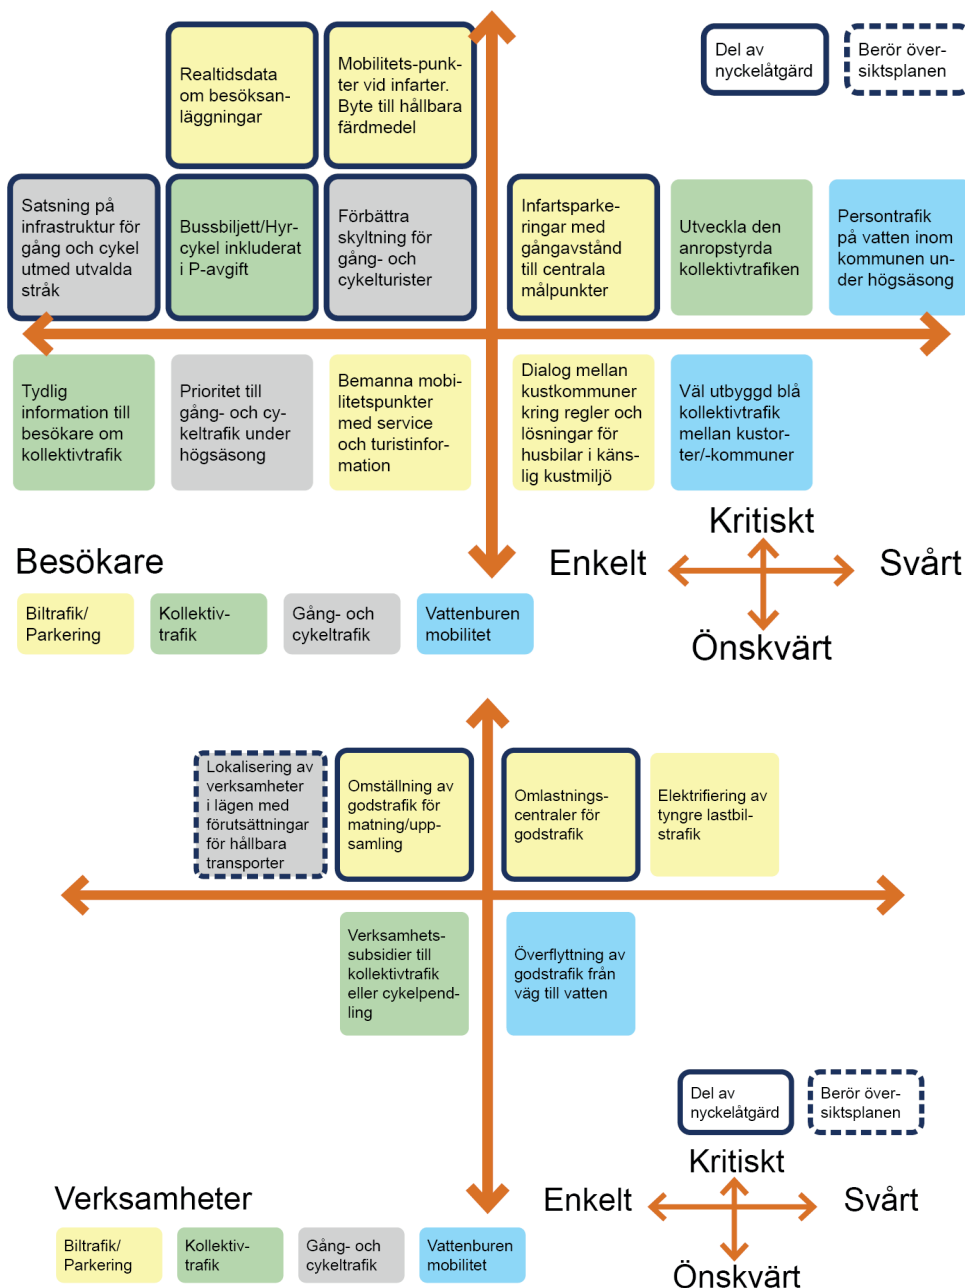 Realtidsdata
om besöksan-
läggningar
Mobilitets-punk-
ter vid infarter.
Byte till hållbara
färdmedel
Del av
nyckelåtgärd
Berör över-
siktsplanen
Satsning på
infrastruktur för
gång och cykel
utmed utvalda
stråk
Bussbiljett/Hyr-
cykel inkluderat
i P-avgift
Förbättra
skyltning för
gång- och
cykelturister
Infartsparke-
ringar med
gångavstånd
till centrala
målpunkter
Utveckla den
anropstyrda
kollektivtrafiken
Persontrafik
på vatten inom
kommunen un-
der högsäsong
Tydlig
information till
besökare om
kollektivtrafik
Prioritet till
gång- och cy-
keltrafik under
högsäsong
Bemanna mobi-
litetspunkter
med service
och turistinfor-
mation
Dialog mellan
kustkommuner
kring regler och
lösningar för
husbilar i käns-
lig kustmiljö
Väl utbyggd blå
kollektivtrafik
mellan kustor-
ter/-kommuner
Kritiskt
Enkelt
Svårt
Önskvärt
Besökare
Biltrafik/
Parkering
Kollektiv-
trafik
Gång- och
cykeltrafik
Vattenburen
mobilitet
Lokalisering av
verksamheter
i lägen med
förutsättningar
för hållbara
transporter
Omställning av
godstrafik för
matning/upp-
samling
Omlastnings-
centraler för
godstrafik
Elektrifiering av
tyngre lastbil-
strafik
Verksamhets-
subsidier till
kollektivtrafik
eller cykelpend-
ling
Överflyttning av
godstrafik från
väg till vatten
Del av
nyckelåtgärd
Berör över-
siktsplanen
Kritiskt
Enkelt
Svårt
Önskvärt
Verksamheter
Biltrafik/
Parkering
Kollektiv-
trafik
Gång- och
cykeltrafik
Vattenburen
mobilitet